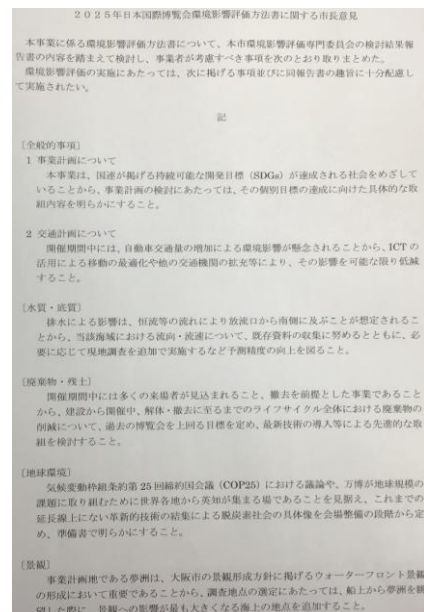 ２０２５年日本国際博覧会環境影響評価方法書に関する市長意見
本事業に係る環境影響評価方法書について、本市環境影響評価専門委員会の検討結果報
告書の内容を踏まえて検討し、事業者が考慮すべき事項を次のとおり取りまとめた。
環境影響評価の実施にあたっては、次に掲げる事項並びに同報告書の趣旨に十分配慮し
て実施されたい。
記
〔全般的事項〕
1 事業計画について
本事業は、国連が掲げる持続可能な開発目標（SDGs）が達成される社会をめざして
いることから、事業計画の検討にあたっては、その個別目標の達成に向けた具体的な取
組内容を明らかにすること。
2 交通計画について
開催期間中には、自動車交通量の増加による環境影響が懸念されることから、ICT の
活用による移動の最適化や他の交通機関の拡充等により、その影響を可能な限り低減
すること。
〔水質・底質〕
排水による影響は、恒流等の流れにより放流口から南側に及ぶことが想定されるこ
とから、当該海域における流向・流速について、既存資料の収集に努めるとともに、必
要に応じて現地調査を追加で実施するなど予測精度の向上を図ること。
〔廃棄物・残土〕
開催期間中には多くの来場者が見込まれること、撤去を前提とした事業であること
から、建設から開催中、解体・撤去に至るまでのライフサイクル全体における廃棄物の
削減について、過去の博覧会を上回る目標を定め、最新技術の導入等による先進的な取
組を検討すること。
〔地球環境〕
気候変動枠組条約第 25 回締約国会議（COP25）における議論や、万博が地球規模の
課題に取り組むために世界各地から英知が集まる場であることを見据え、これまでの
延長線上にない革新的技術の結集による脱炭素社会の具体像を会場整備の段階から定
め、準備書で明らかにすること。
〔景観〕
事業計画地である夢洲は、大阪市の景観形成方針に掲げるウォーターフロント景観
の形成において重要であることから、調査地点の選定にあたっては、船上から夢洲を眺
望した際に、景観への影響が最も大きくなる海上の地点を追加すること。